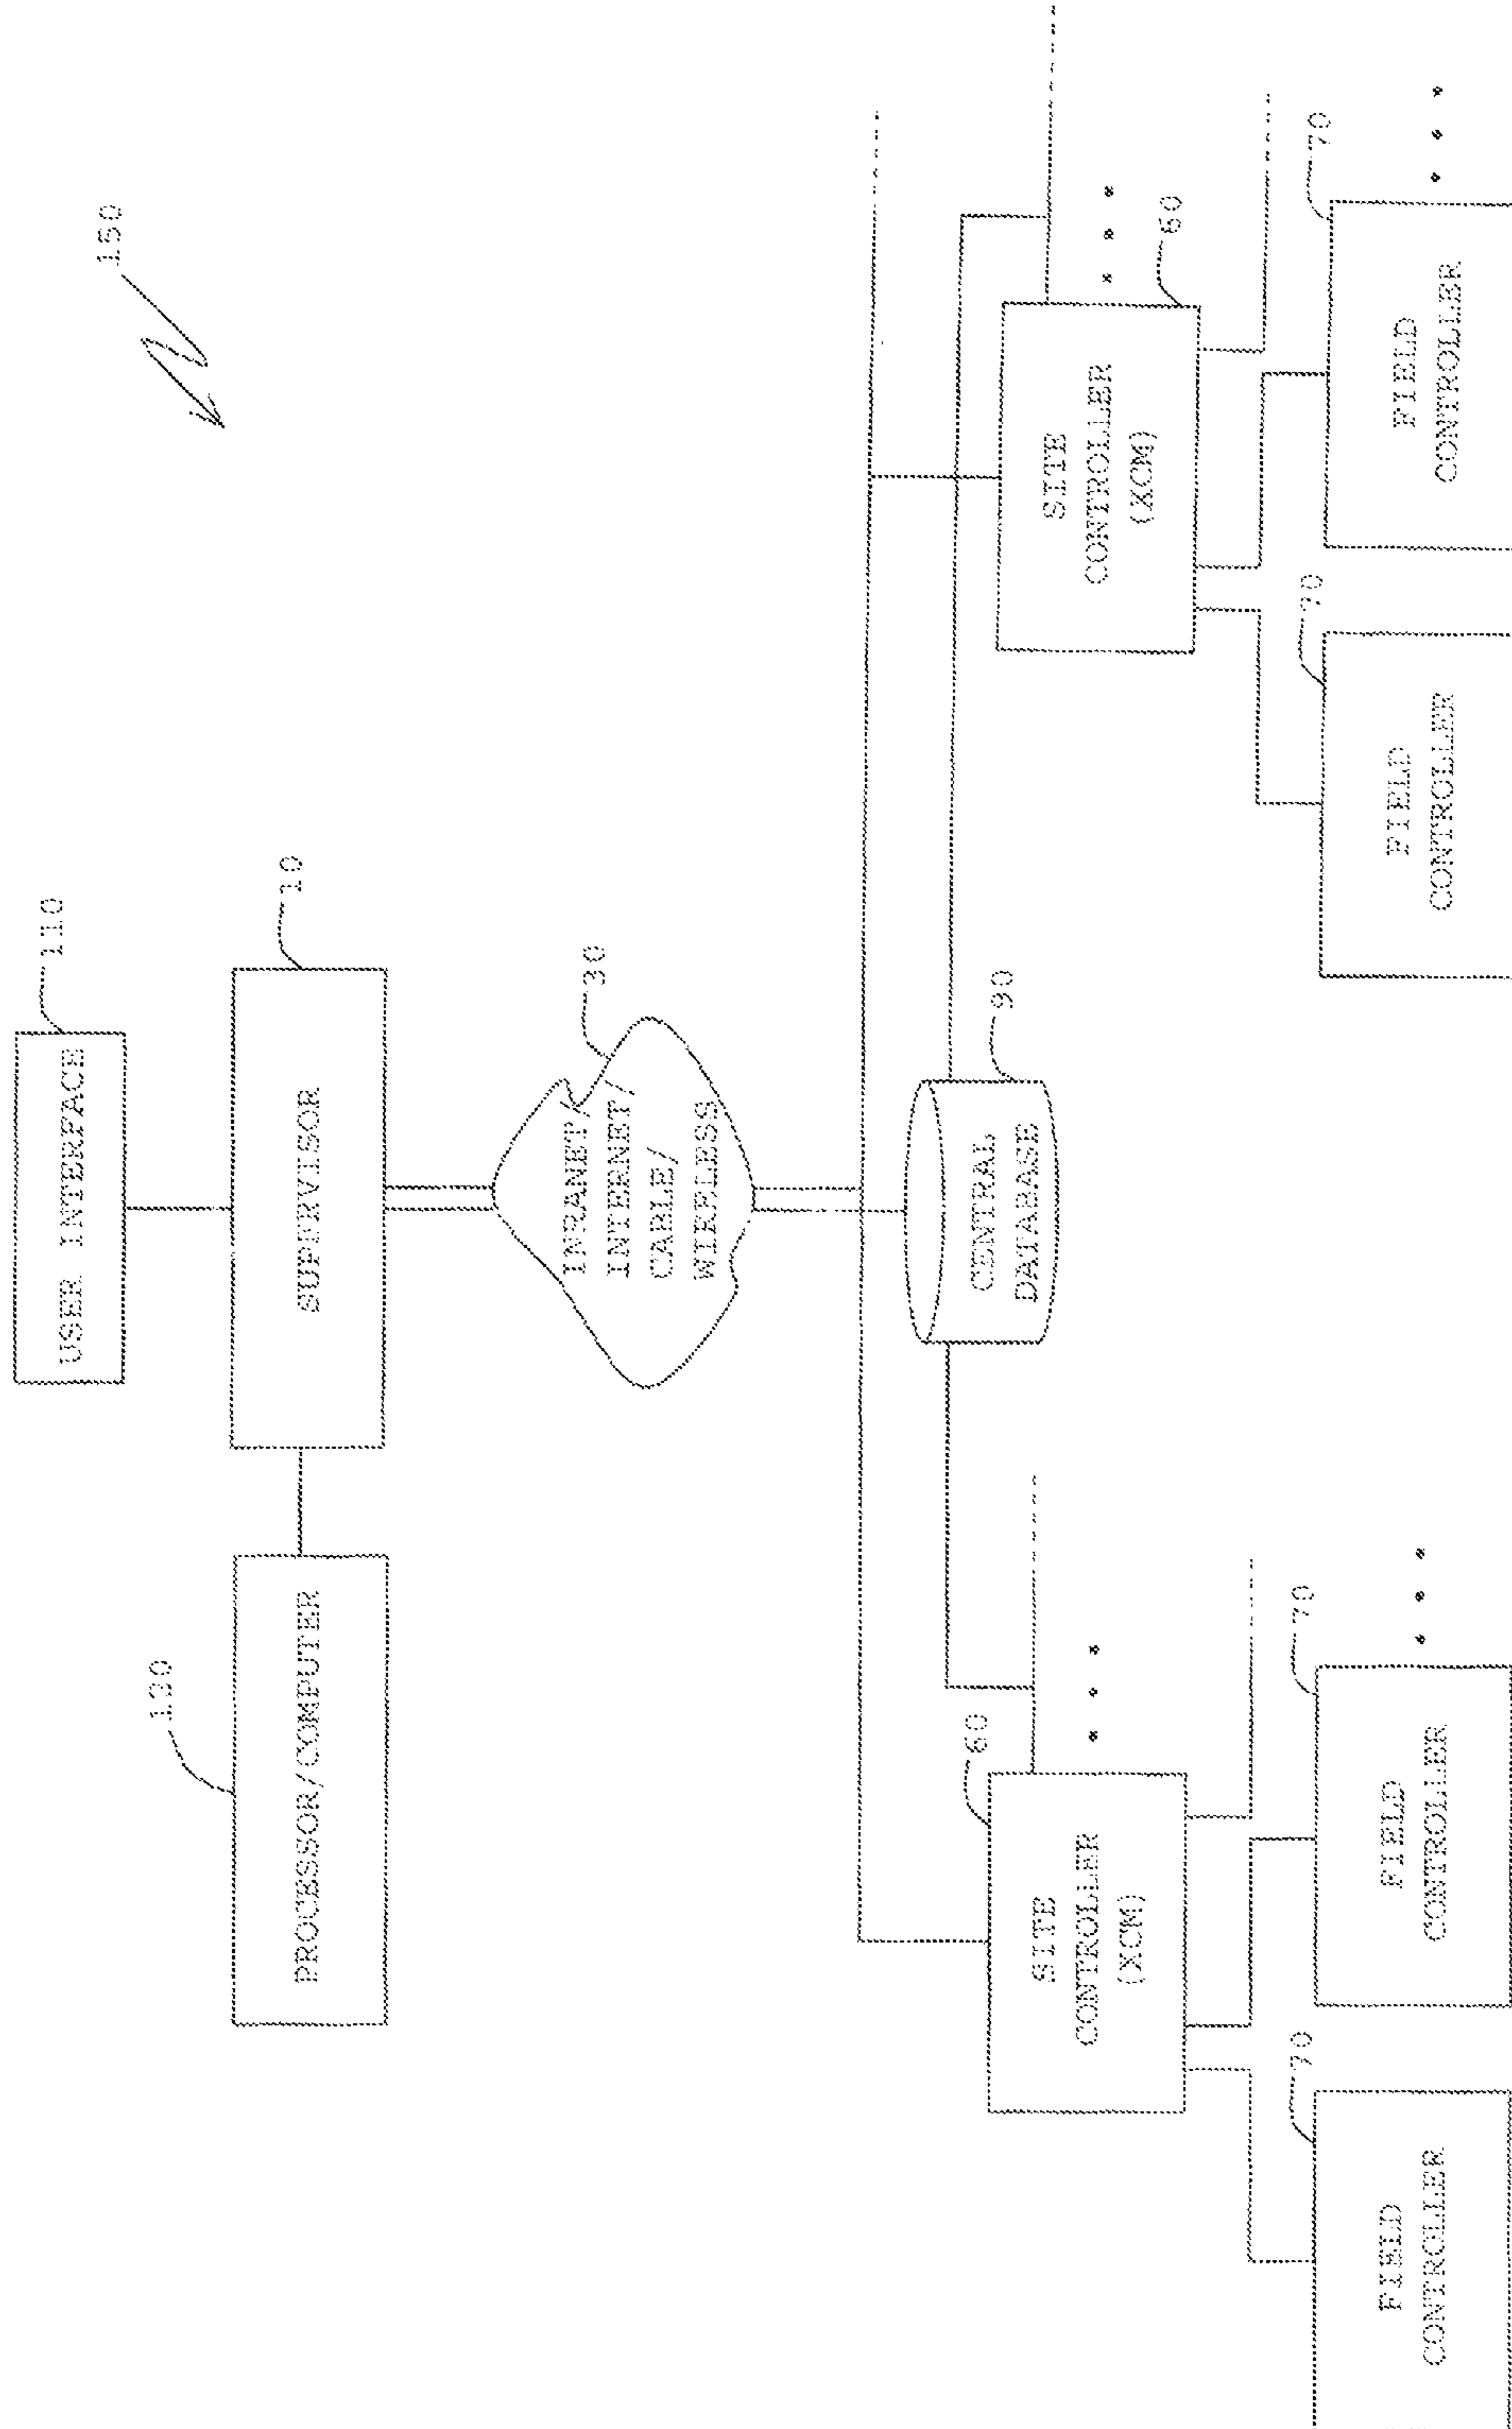 150
110
USER INTERFACE
130
10
PROCESSOR/COMPUTER
SUPERVISOR
30
INRANET/
INTERNET/
CABLE/
WIRELESS
90
CENTRAL
DATABASE
60
SITE
CONTROLLER
(XCM)
60
SITE
CONTROLLER
(XCM)
70
FIELD
CONTROLLER
70
FIELD
CONTROLLER
70
FIELD
CONTROLLER
70
FIELD
CONTROLLER